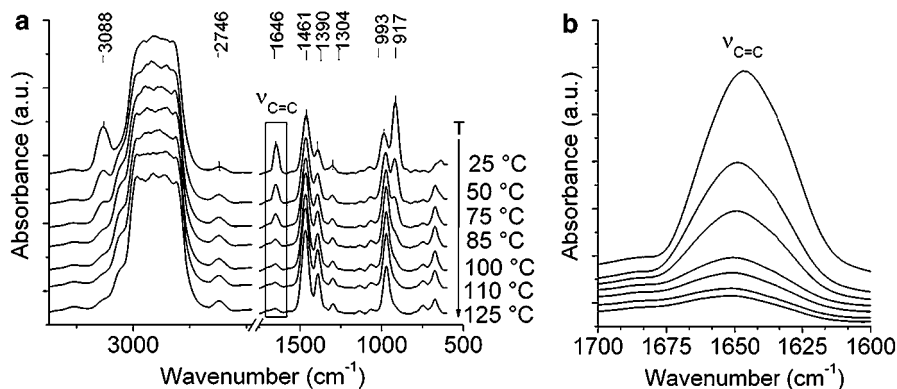 a
3088
2746
1646
1461
1390
1304
993
917
ν C=C
T
25 °C
50 °C
75 °C
85 °C
100 °C
110 °C
125 °C
Absorbance (a.u.)
3000
1500
1000
500
Wavenumber (cm-1)
b
ν C=C
Absorbance (a.u.)
1700
1675
1650
1625
1600
Wavenumber (cm-1)